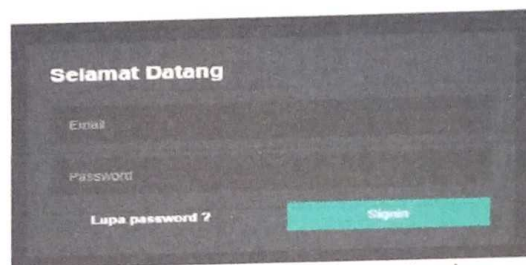 Selamat Datang
Email
Password
Lupa password ?
Signin